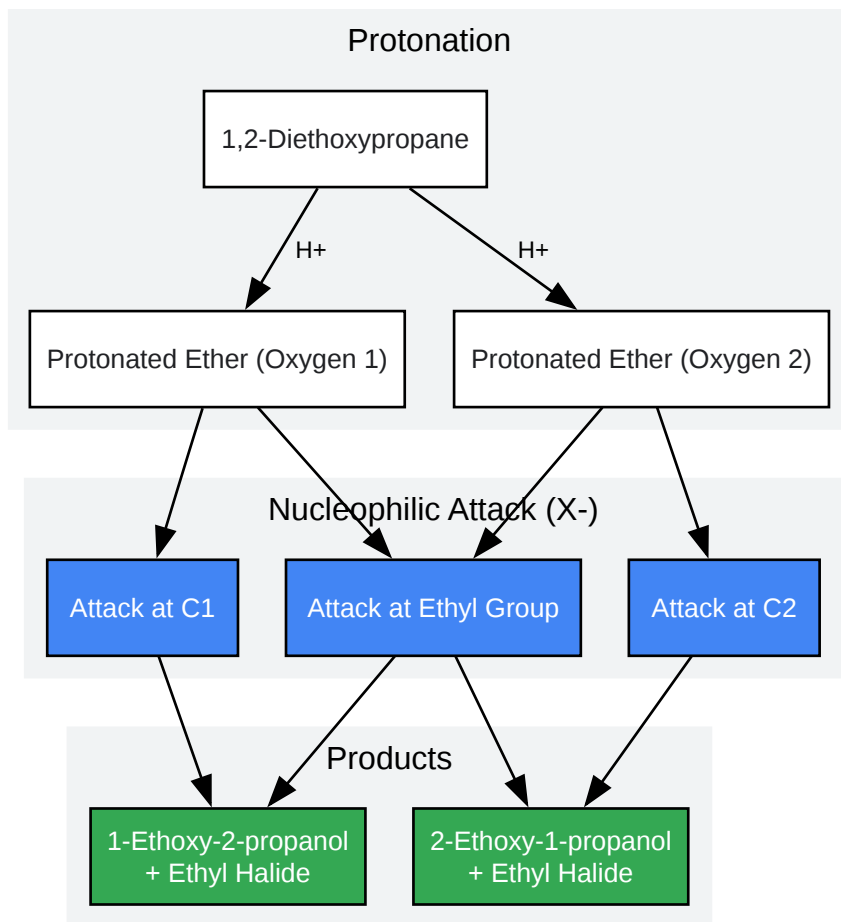 Protonation
1,2-Diethoxypropane
H+
H+
Protonated Ether (Oxygen 1)
Protonated Ether (Oxygen 2)
Nucleophilic Attack (X-)
Attack at C1
Attack at Ethyl Group
Attack at C2
Products
1-Ethoxy-2-propanol
+ Ethyl Halide
2-Ethoxy-1-propanol
+ Ethyl Halide